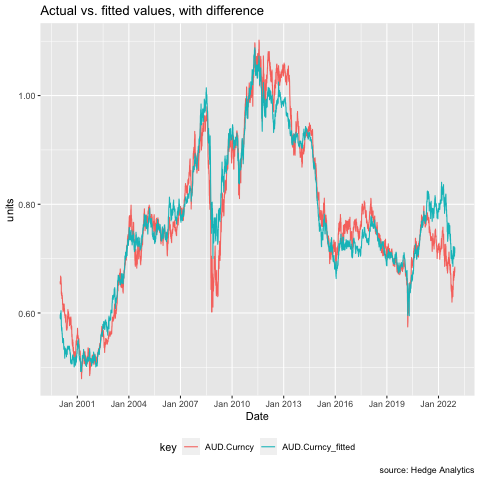 Actual vs. fitted values, with difference
units
1.00
0.80
0.60
Jan 2001 Jan 2004 Jan 2007 Jan 2010 Jan 2013 Jan 2016 Jan 2019 Jan 2022
Date
key AUD.Curncy AUD.Curncy_fitted
source: Hedge Analytics